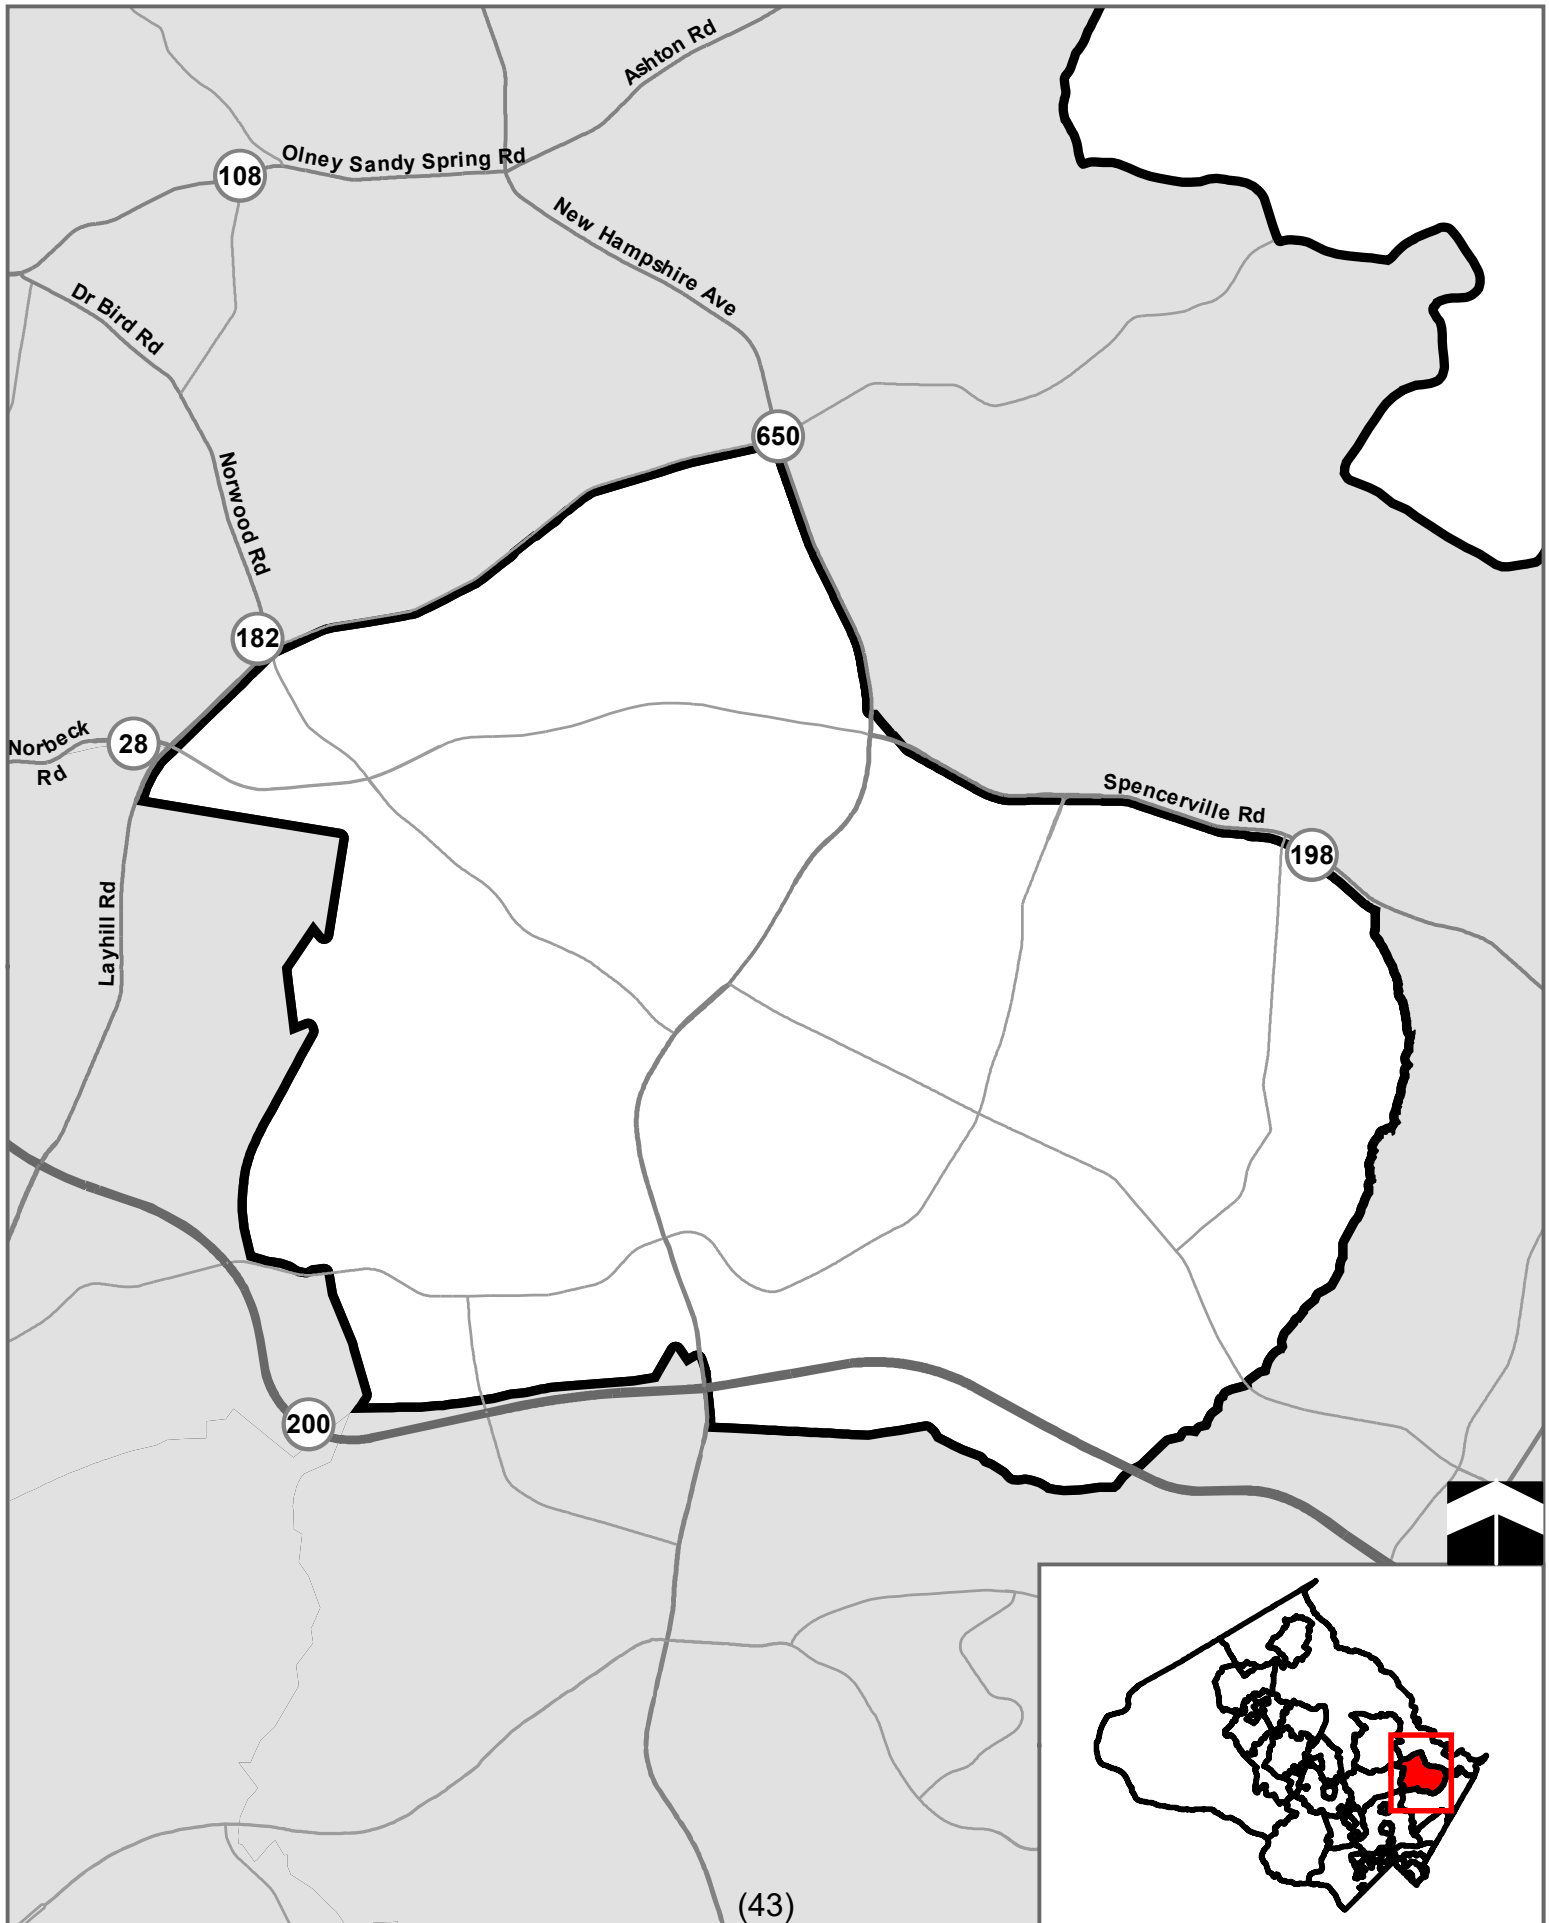 Ashton Rd
Olney Sandy Spring Rd
108
New Hampshire Ave
Dr Bird Rd
650
Norwood Rd
182
Norbeck
Rd
28
Spencerville Rd
198
Layhill Rd
200
(43)